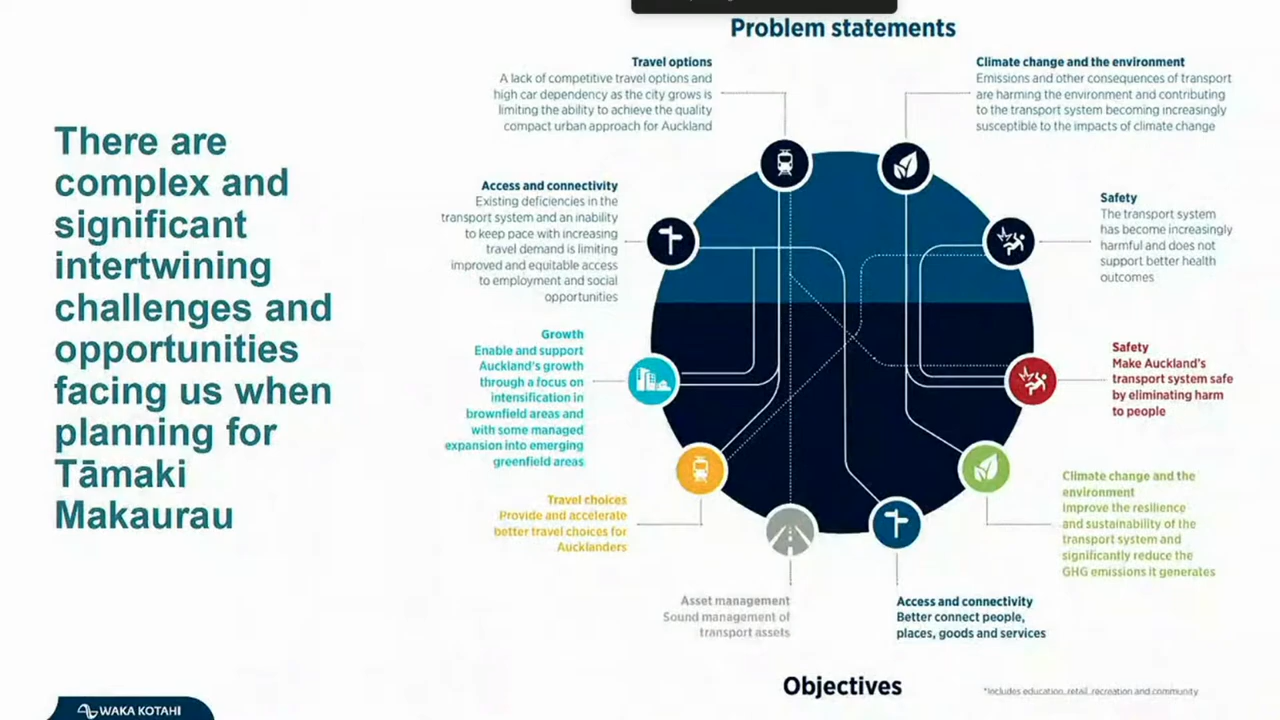 Problem statements
There are
complex and
significant
intertwining
challenges and
opportunities
facing us when
planning for
Tāmaki
Makaurau
Travel options
A lack of competitive travel options and
high car dependency as the city grows is
limiting the ability to achieve the quality
compact urban approach for Auckland
Climate change and the environment
Emissions and other consequences of transport
are harming the environment and contributing
to the transport system becoming increasingly
susceptible to the impacts of climate change
Access and connectivity
Existing deficiencies in the
transport system and an inability
to keep pace with increasing
travel demand is limiting
improved and equitable access
to employment and social
opportunities
Safety
The transport system
has become increasingly
harmful and does not
support better health
outcomes
Growth
Enable and support
Auckland's growth
through a focus on
intensification in
brownfield areas and
with some managed
expansion into emerging
greenfield areas
Safety
Make Auckland's
transport system safe
by eliminating harm
to people
Travel choices
Provide and accelerate
better travel choices for
Aucklanders
Climate change and the
environment
Improve the resilience
and sustainability of the
transport system and
significantly reduce the
GHG emissions it generates
Asset management
Sound management of
transport assets
Access and connectivity
Better connect people,
places, goods and services
Objectives
*Includes education, retail, recreation and community
WAKA KOTAHI